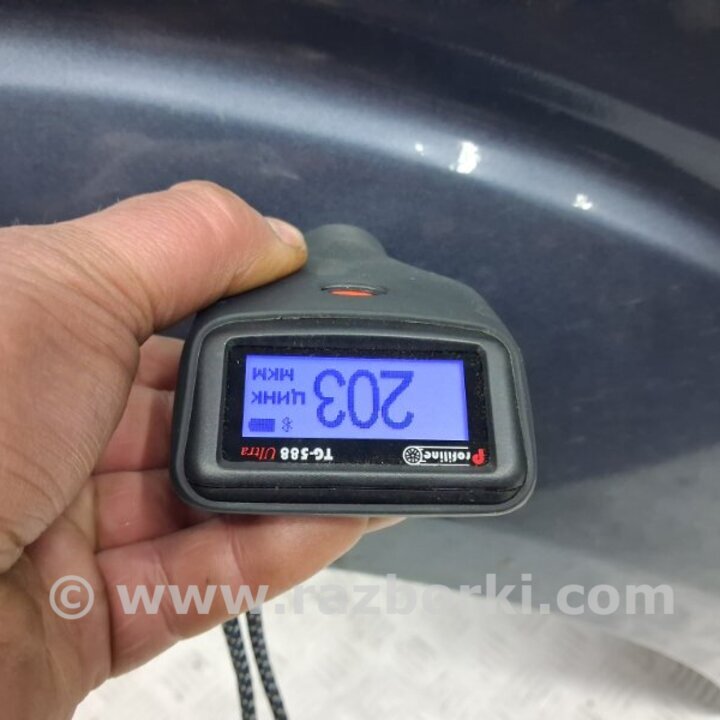 Profiline TG-588 Ultra
203 ЦИНК
МКМ
© www.razborki.com